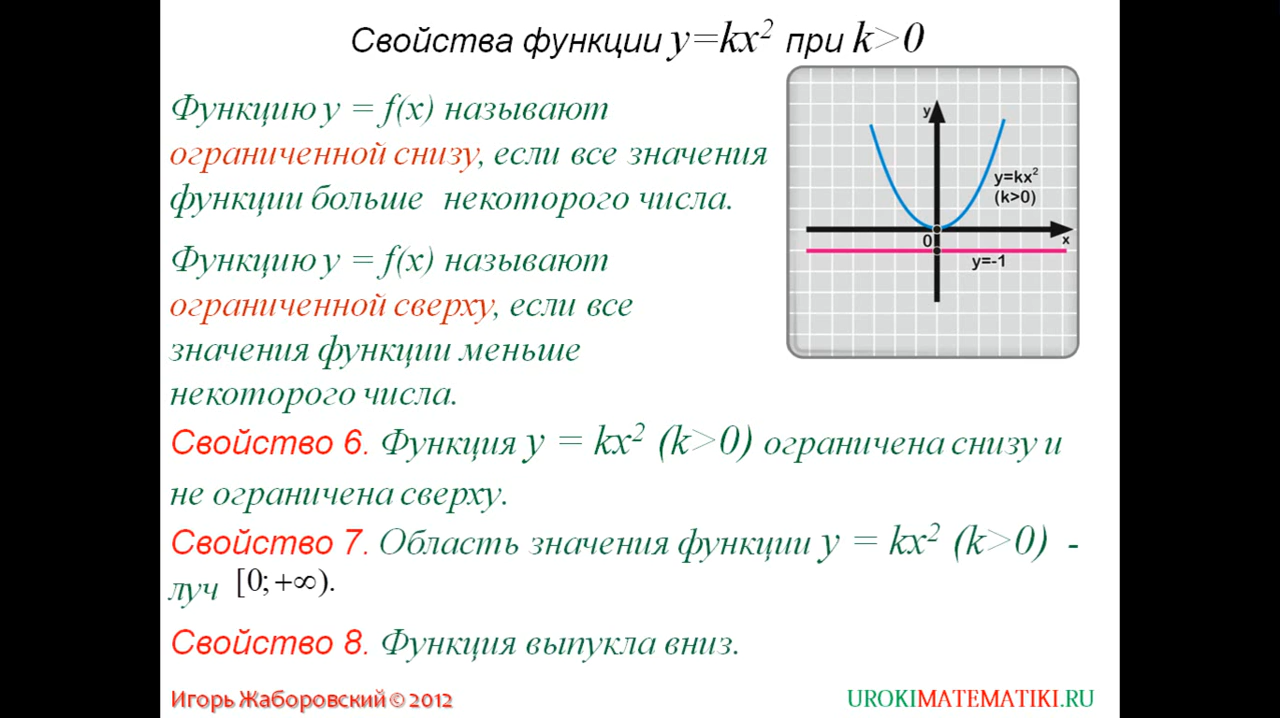 Свойства функции y=kx² при k>0
Функцию y = f(x) называют
ограниченной снизу, если все значения
функции больше некоторого числа.
Функцию y = f(x) называют
ограниченной сверху, если все
значения функции меньше
некоторого числа.
y
y=kx²
(k>0)
0
x
y=-1
Свойство 6. Функция y = kx² (k>0) ограничена снизу и
не ограничена сверху.
Свойство 7. Область значения функции y = kx² (k>0) -
луч [0;+∞).
Свойство 8. Функция выпукла вниз.
Игорь Жаборовский © 2012
UROKIMATEMATIKI.RU